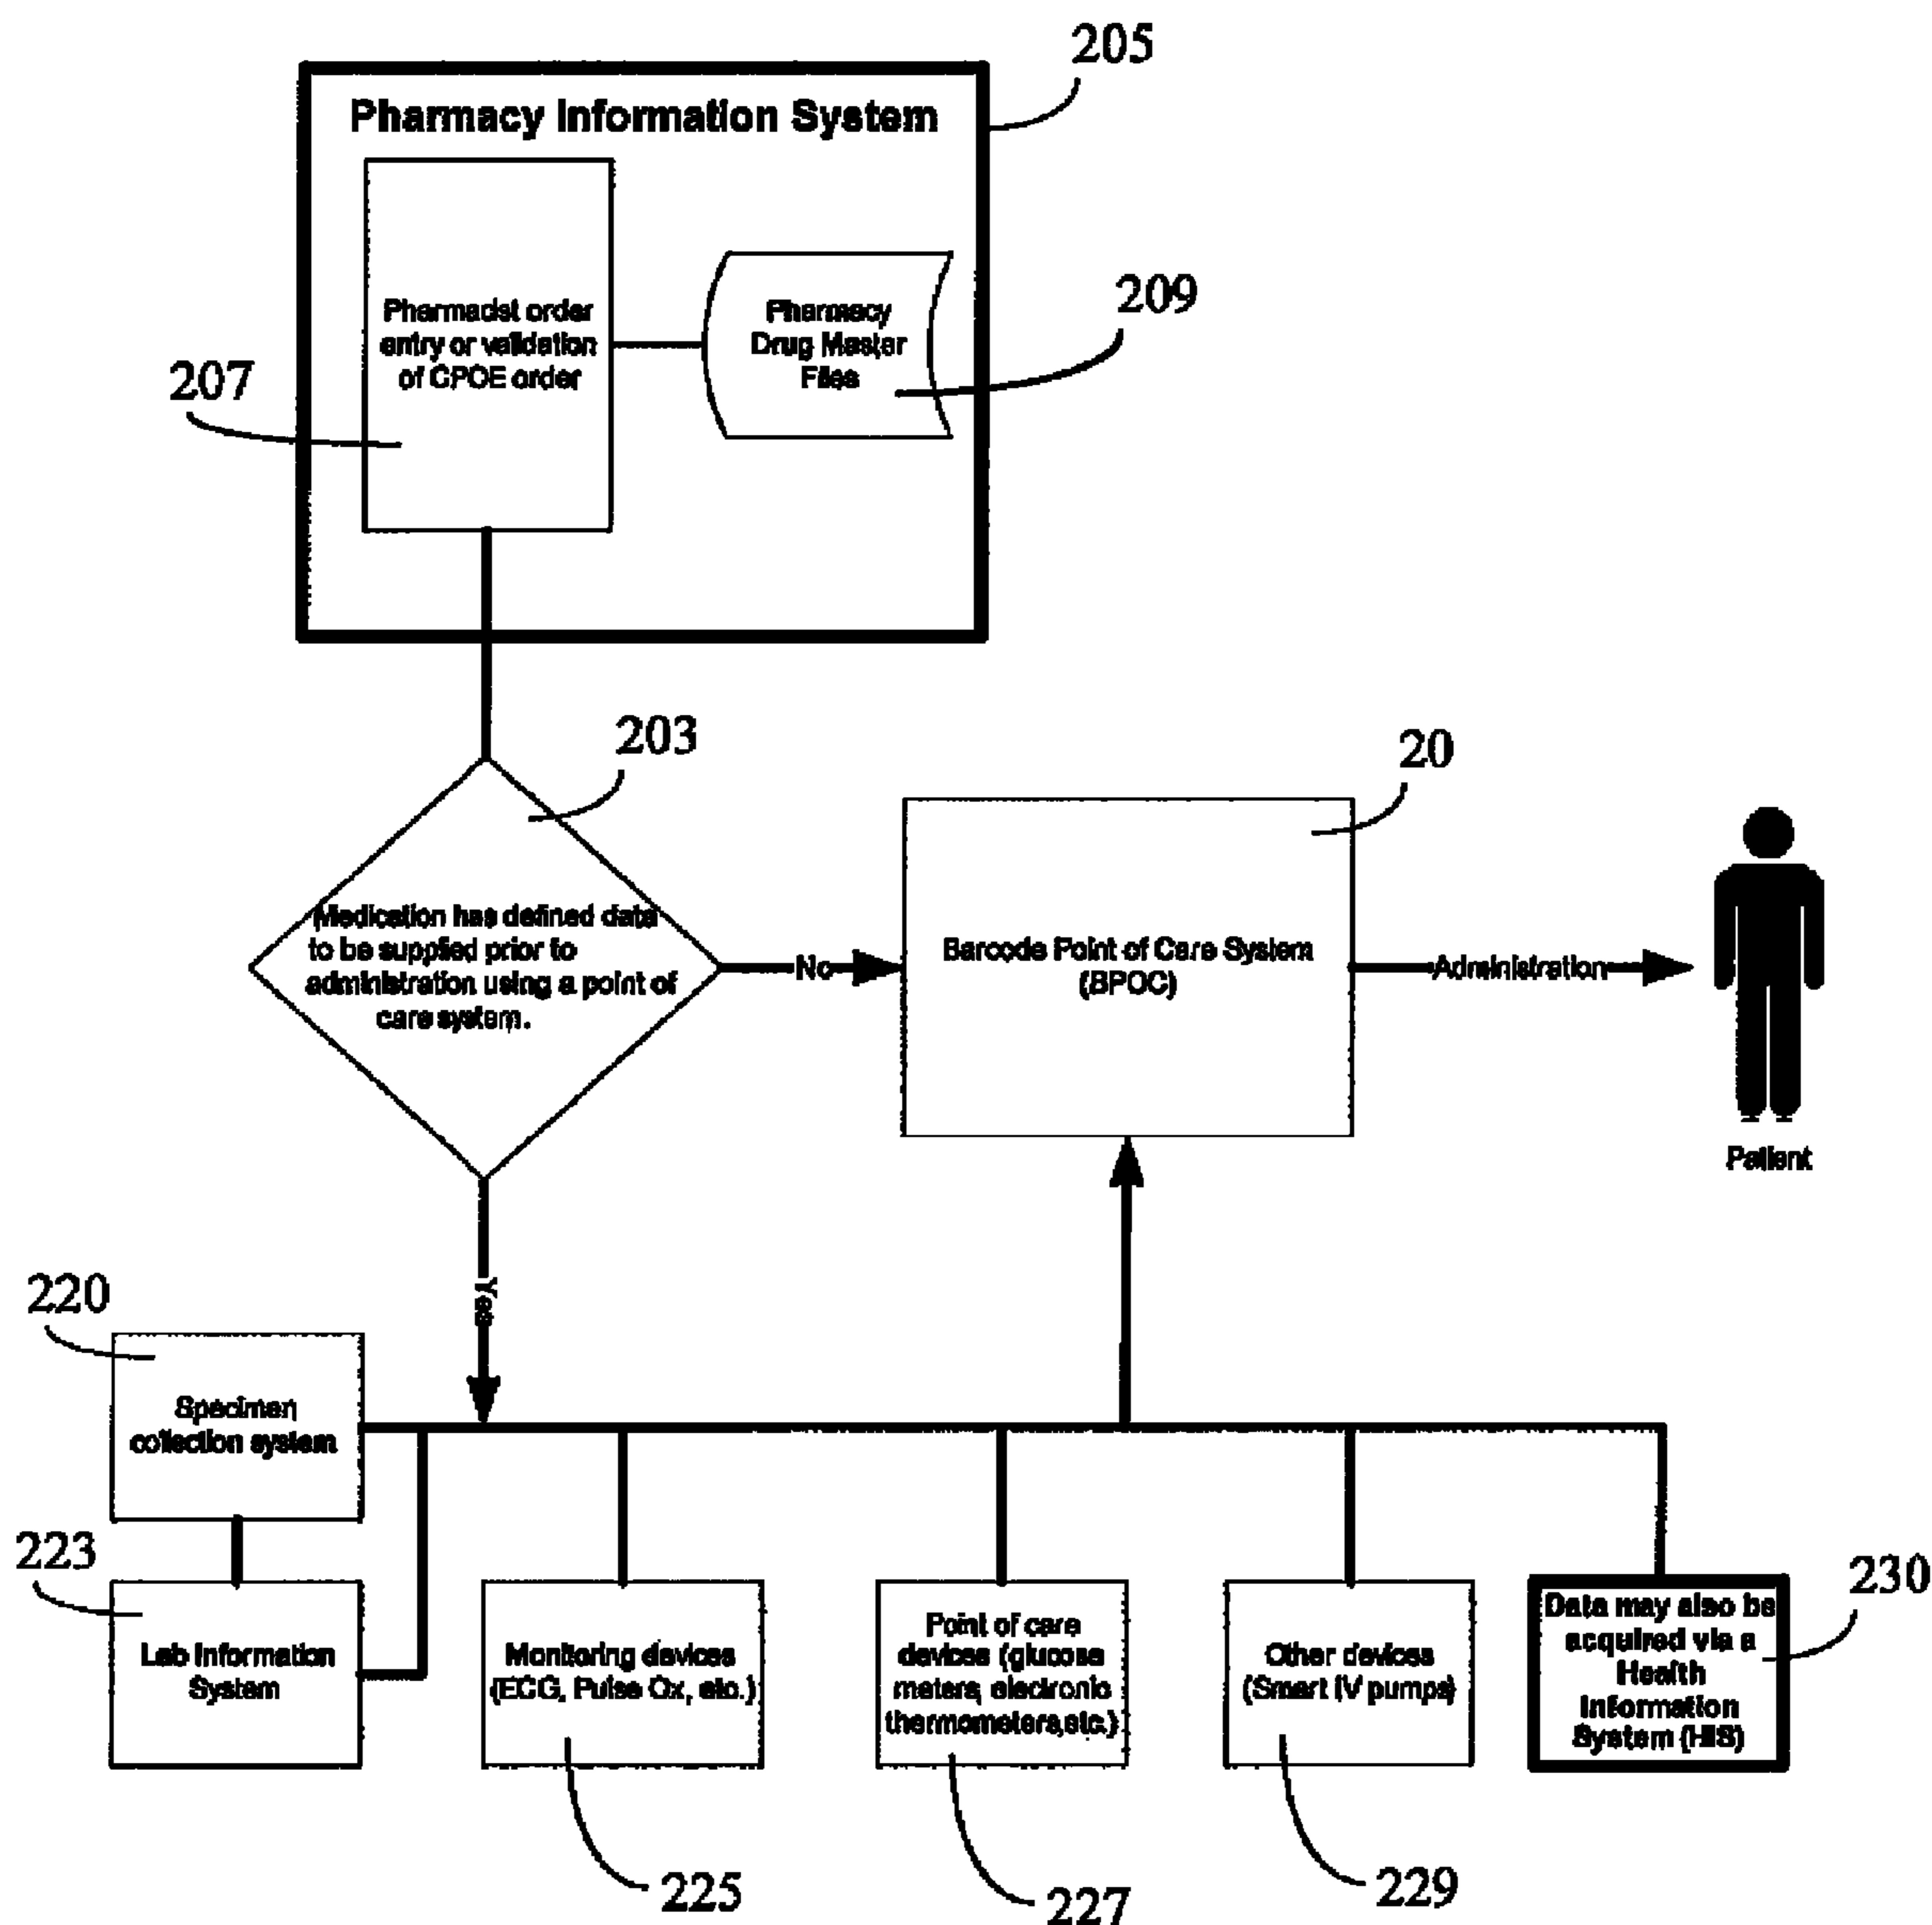 205
Pharmacy Information System
Pharmacist order
entry or validation
of CPOE order
Pharmacy
Drug Master
Files
209
207
203
20
Medication has defined data
to be supplied prior to
administration using a point of
care system.
No
Barcode Point of Care System
(BPOC)
Administration
Patient
Yes
220
Specimen
collection system
223
Lab Information
System
Monitoring devices
(ECG, Pulse Ox, etc.)
Point of care
devices (glucose
meters, electronic
thermometers,etc.)
Other devices
(Smart IV pumps)
Data may also be
acquired via a
Health
Information
System (HIS)
230
225
227
229